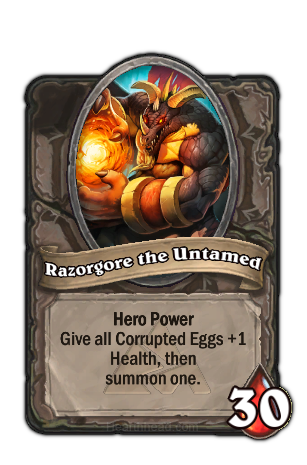 Razorgore the Untamed
Hero Power
Give all Corrupted Eggs +1
Health, then
summon one.
30